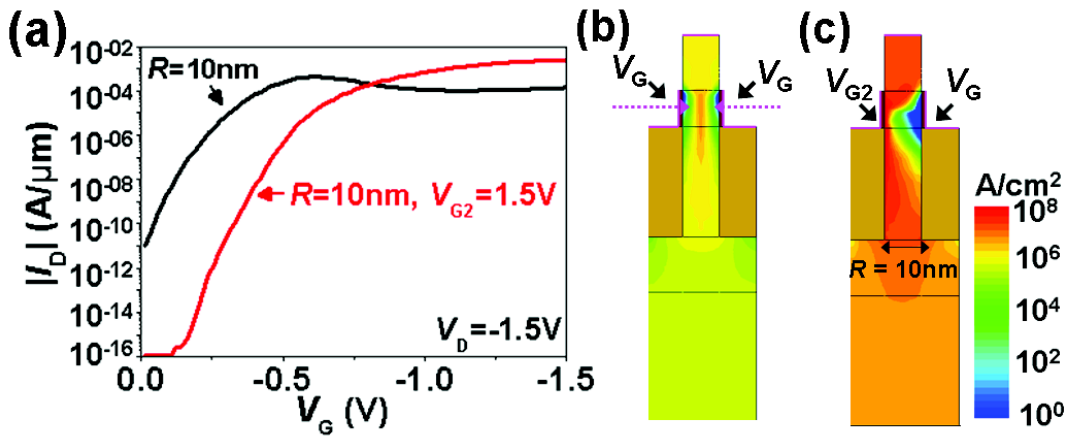 (a)
10-02
10-04
10-06
10-08
10-10
10-12
10-14
10-16
|ID| (A/μm)
R=10nm
R=10nm, VG2=1.5V
VD=-1.5V
0.0 -0.5 -1.0 -1.5
VG (V)
(b)
VG VG
(c)
VG2 VG
R = 10nm
A/cm2
108
106
104
102
100